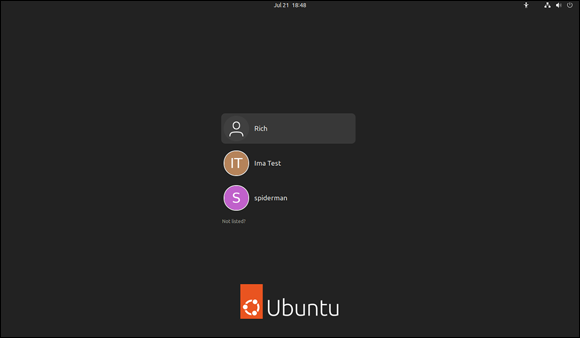 Jul 21 18:48
Rich
IT
Ima Test
S
spiderman
Not listed?
Ubuntu